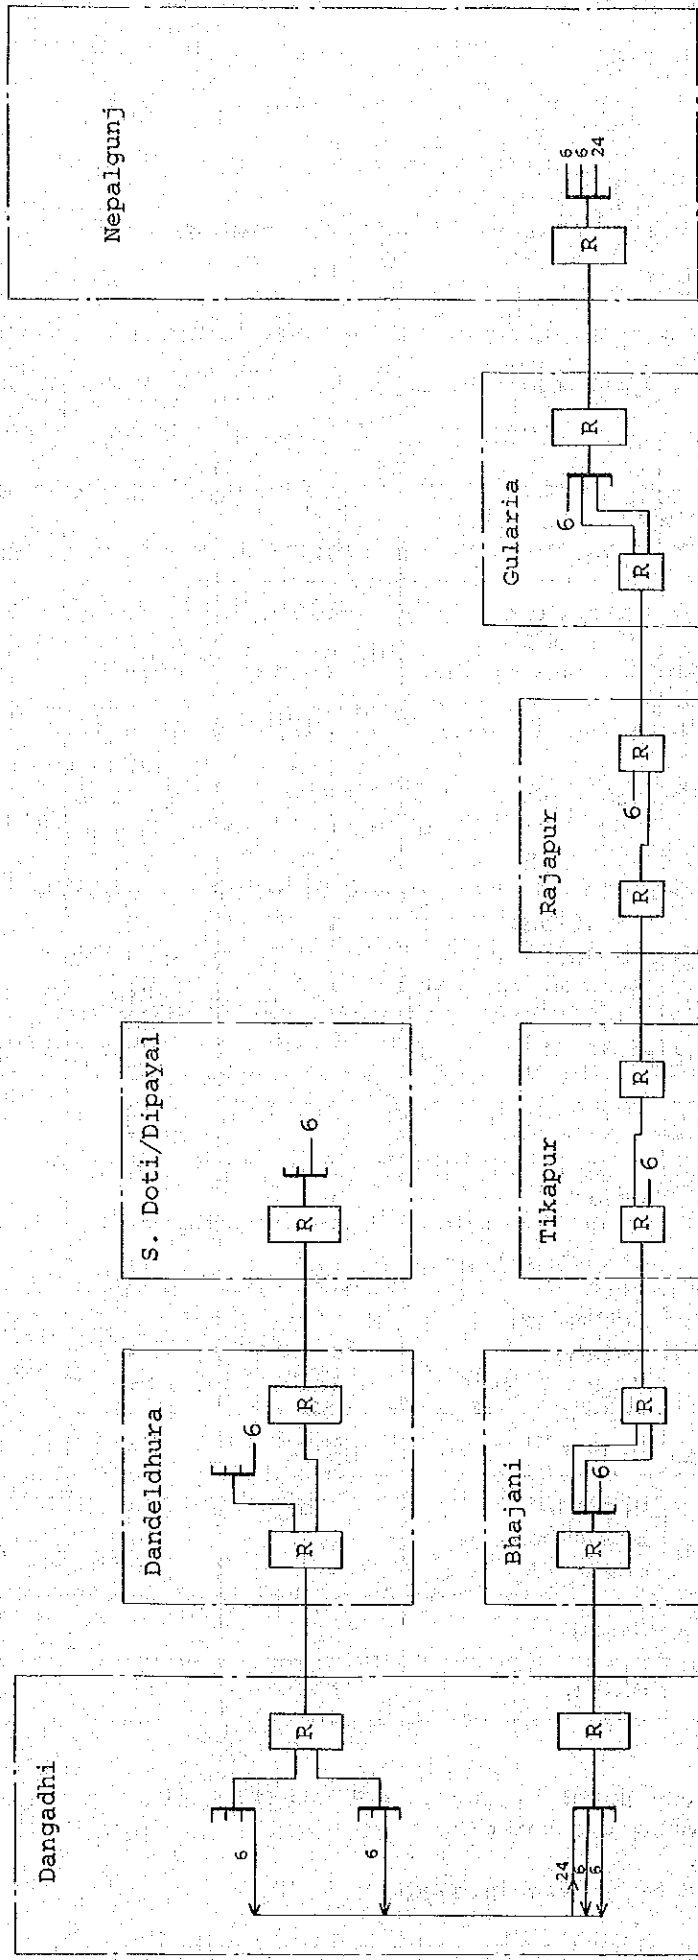 Dangadhi
6
R
6
24
6
6
R
Dandeldhura
6
R
R
S. Doti/Dipayal
6
R
Bhajani
6
R
R
Tikapur
6
R
R
Rajapur
6
R
R
Gularia
6
R
R
Nepalgunj
6
6
24
R